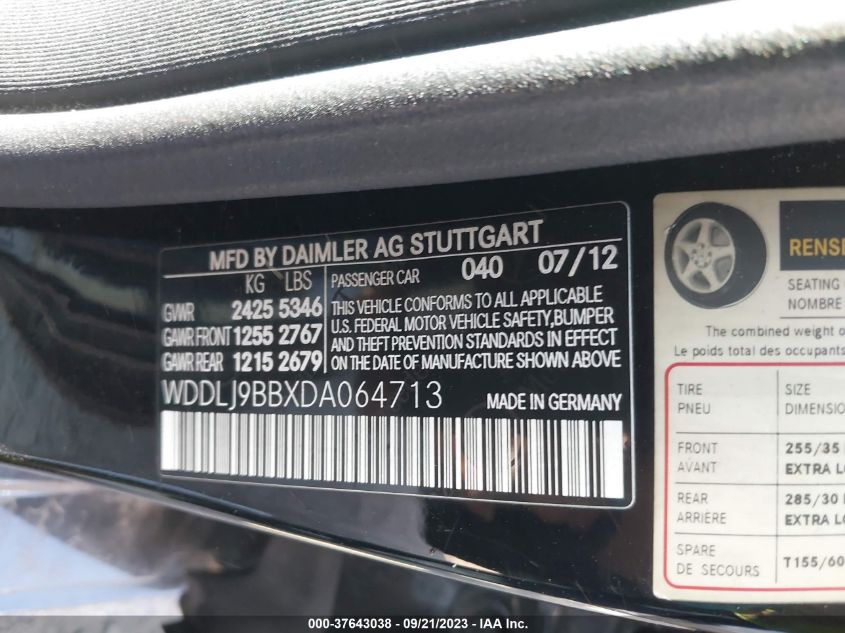 MFD BY DAIMLER AG STUTTGART
KG LBS
GVWR 2425 5346
GAWR FRONT 1255 2767
GAWR REAR 1215 2679
PASSENGER CAR 040 07/12
THIS VEHICLE CONFORMS TO ALL APPLICABLE
U.S. FEDERAL MOTOR VEHICLE SAFETY,BUMPER
AND THEFT PREVENTION STANDARDS IN EFFECT
ON THE DATE OF MANUFACTURE SHOWN ABOVE
WDDLJ9BBXDA064713 MADE IN GERMANY
SEATING
NOMBRE
The combined weight o
Le poids total des occupants
TIRE SIZE
PNEU
FRONT 255/35
AVANT EXTRA
REAR 285/30
ARRIÈRE EXTRA
SPARE T155/60
DE SECOURS
000-37643038 - 09/21/2023 - IAA Inc.